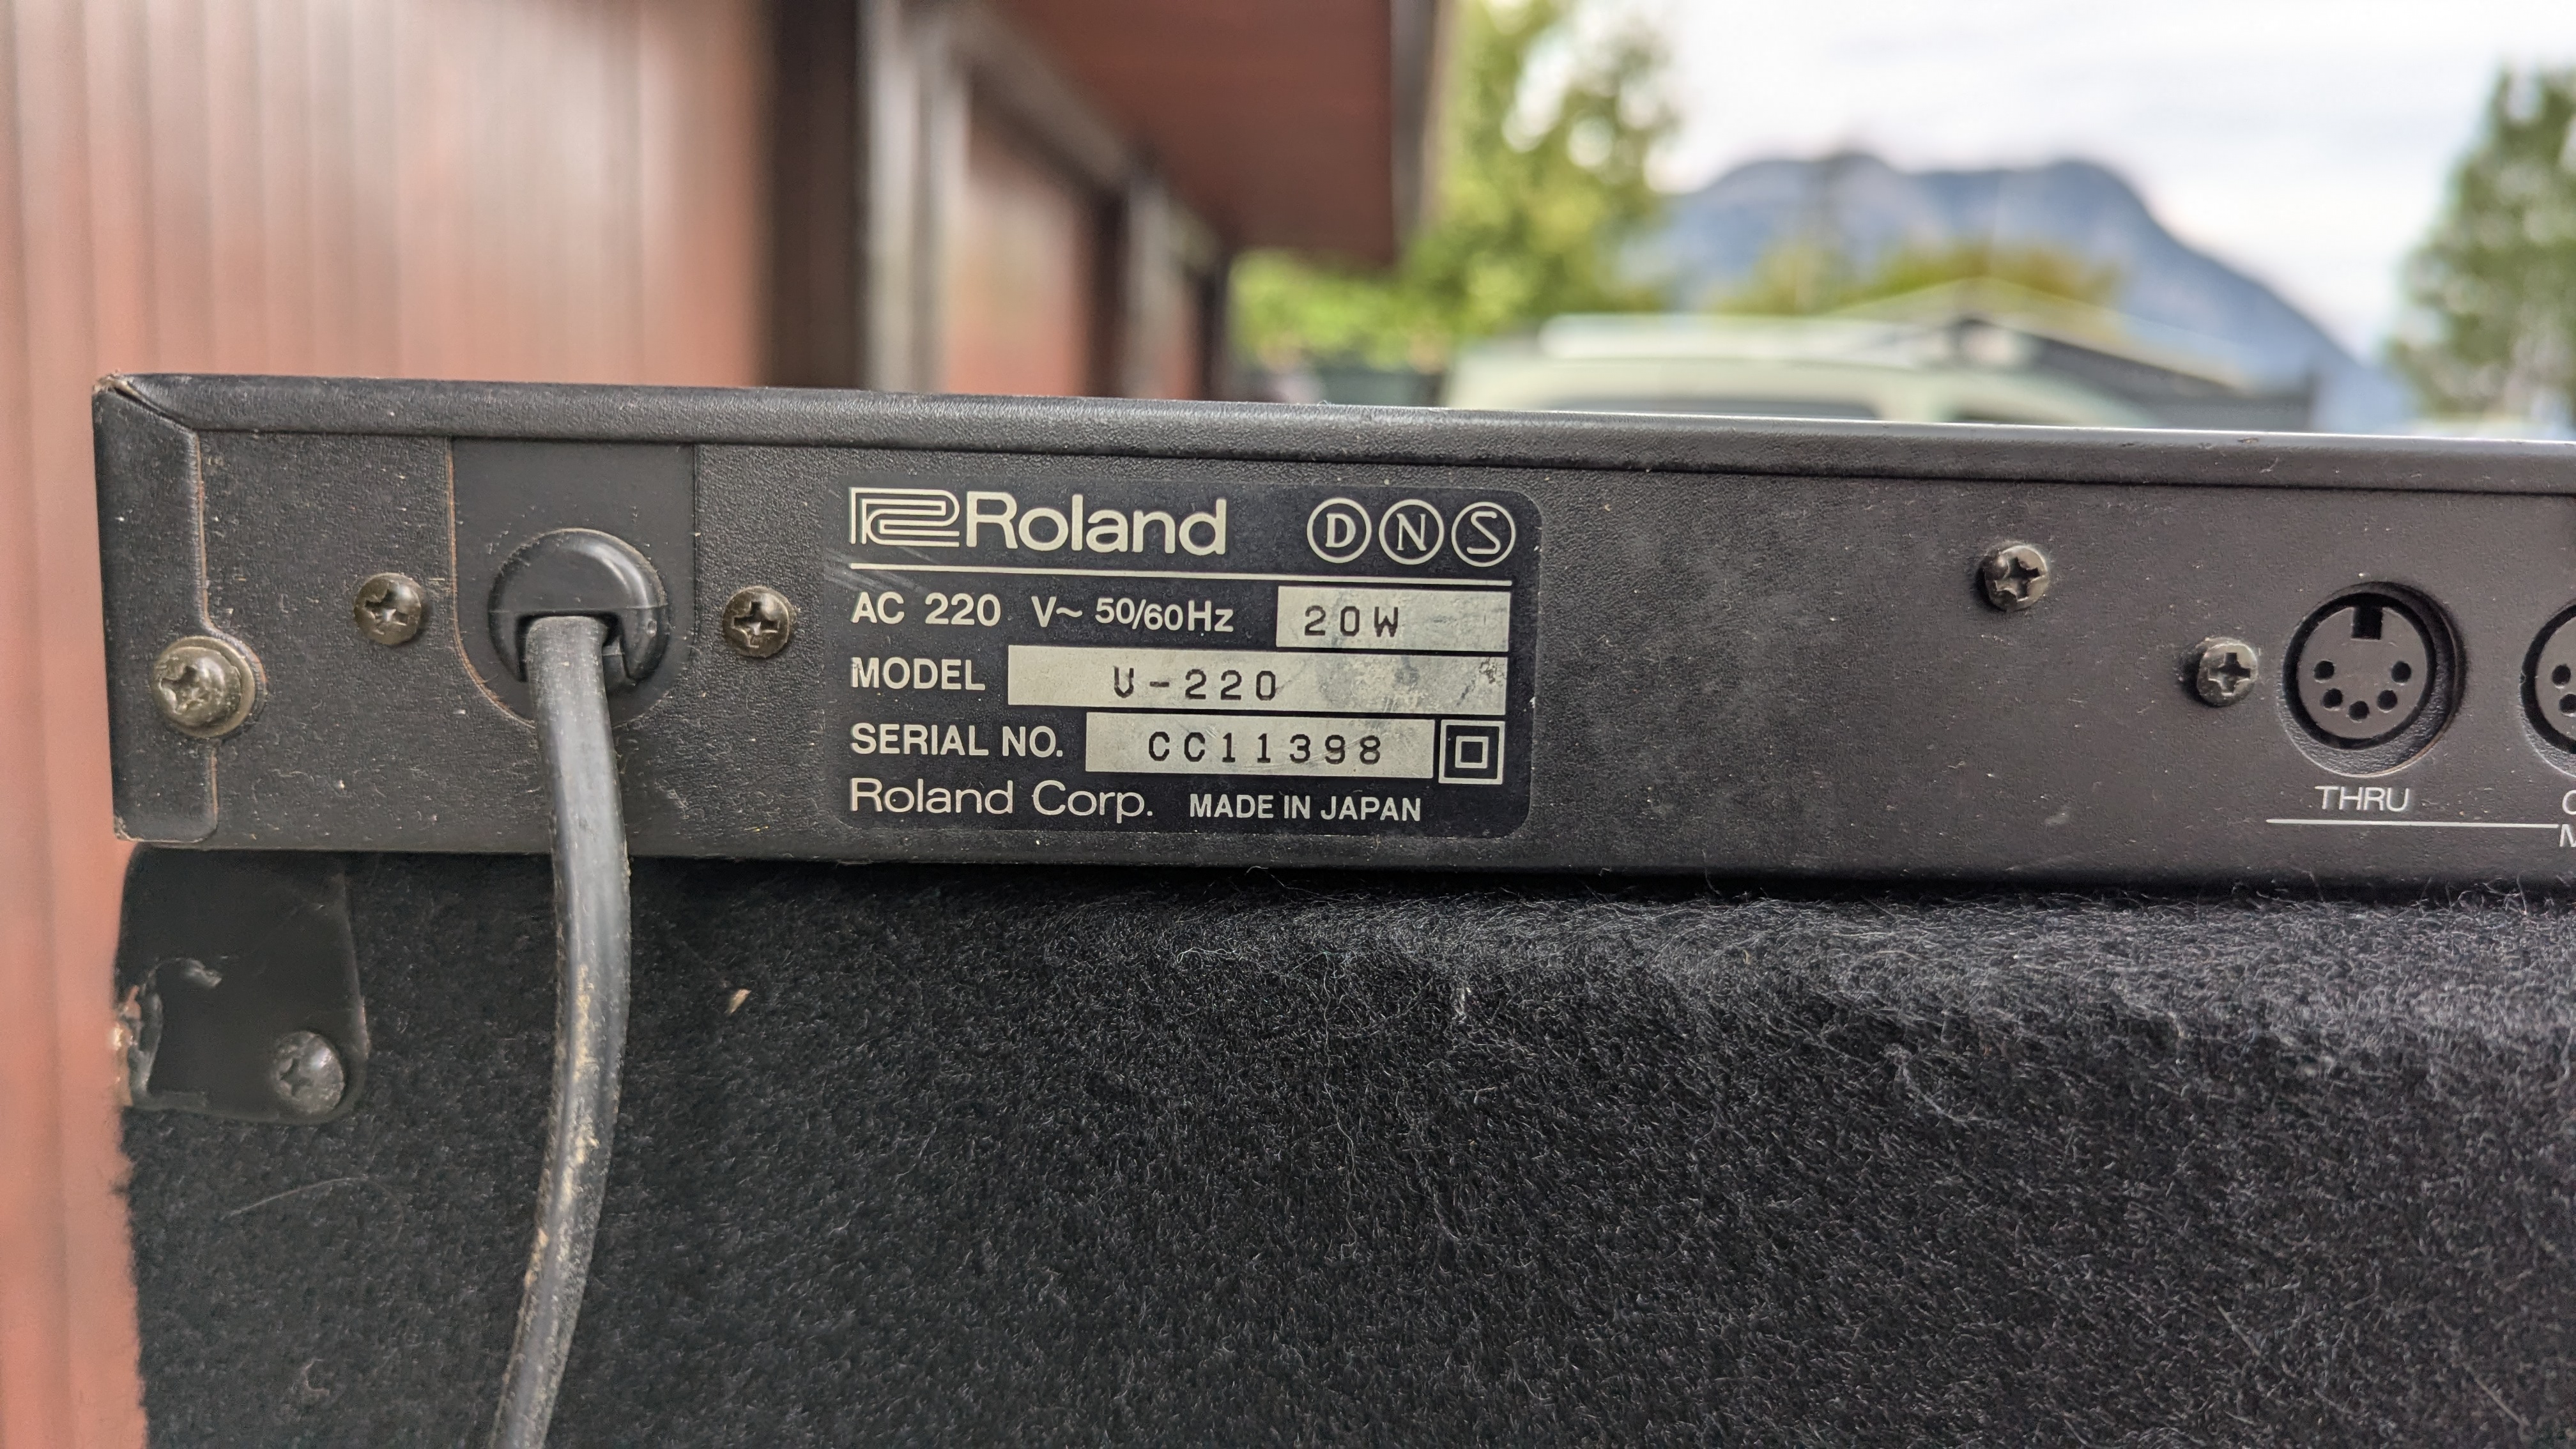 Roland D N S
AC 220 V~ 50/60Hz 20W
MODEL U-220
SERIAL NO. CC11398
Roland Corp. MADE IN JAPAN
THRU